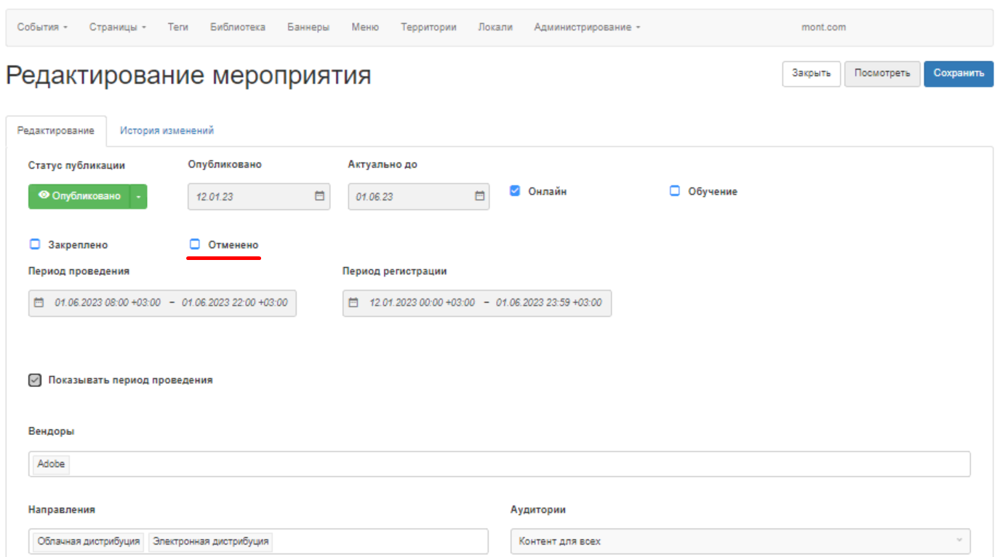 События Страницы Теги Библиотека Баннеры Меню Территории Локали Администрирование mont.com
Редактирование мероприятия Закрыть Посмотреть Сохранить
Редактирование История изменений
Статус публикации Опубликовано Актуально до
Опубликовано 12.01.23 01.06.23 Онлайн Обучение
Закреплено Отменено
Период проведения Период регистрации
01.06.2023 08:00 +03:00 – 01.06.2023 22:00 +03:00 12.01.2023 00:00 +03:00 – 01.06.2023 23:59 +03:00
Показывать период проведения
Вендоры
Adobe
Направления Аудитории
Облачная дистрибуция Электронная дистрибуция Контент для всех